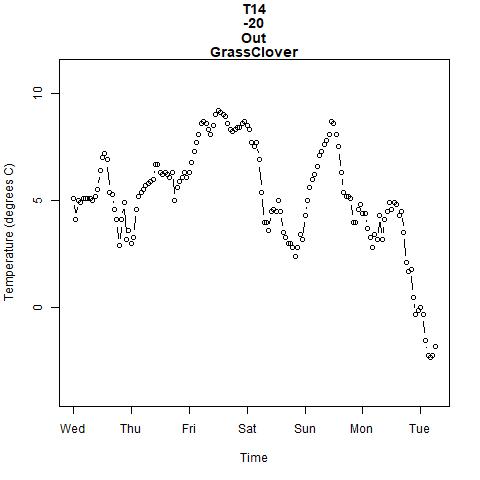 T14
-20
Out
GrassClover
Temperature (degrees C)
10
5
0
Wed Thu Fri Sat Sun Mon Tue
Time